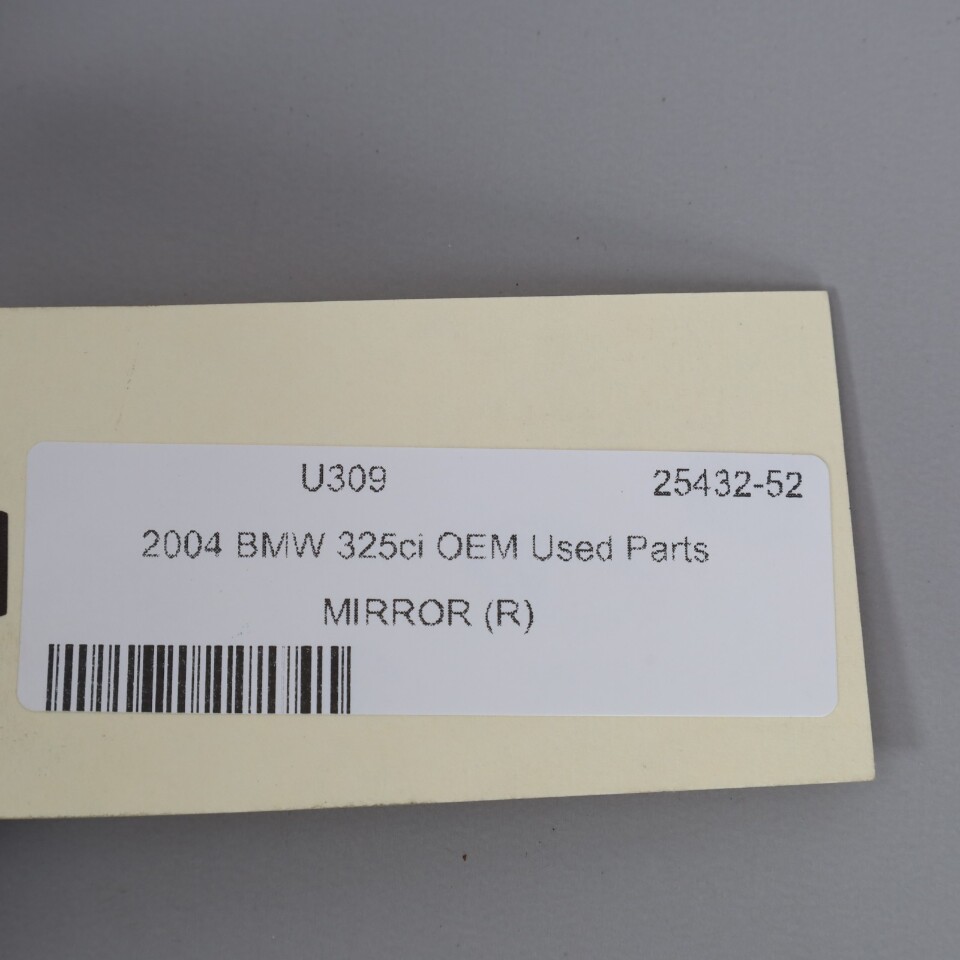 U309 25432-52
2004 BMW 325ci OEM Used Parts
MIRROR (R)